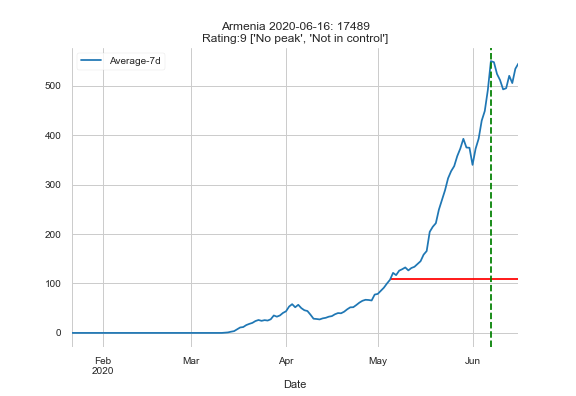 Armenia 2020-06-16: 17489
Rating:9 ['No peak', 'Not in control']
Average-7d
500
400
300
200
100
0
Feb Mar Apr May Jun
2020
Date